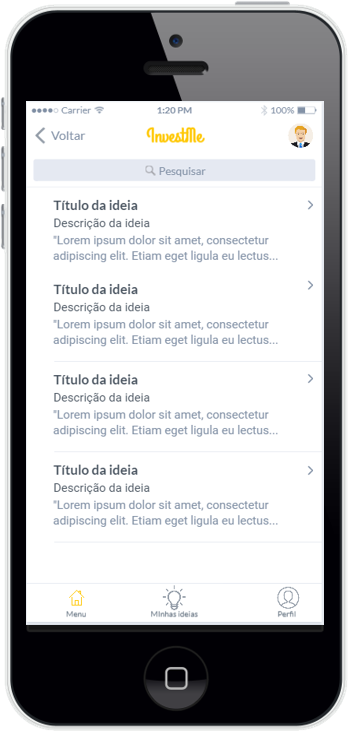 Carrier 1:20 PM 100%
Voltar InvestMe
Pesquisar
Título da ideia
Descrição da ideia
"Lorem ipsum dolor sit amet, consectetur
adipiscing elit. Etiam eget ligula eu lectus...
Título da ideia
Descrição da ideia
"Lorem ipsum dolor sit amet, consectetur
adipiscing elit. Etiam eget ligula eu lectus...
Título da ideia
Descrição da ideia
"Lorem ipsum dolor sit amet, consectetur
adipiscing elit. Etiam eget ligula eu lectus...
Título da ideia
Descrição da ideia
"Lorem ipsum dolor sit amet, consectetur
adipiscing elit. Etiam eget ligula eu lectus...
Menu Minhas ideias Perfil